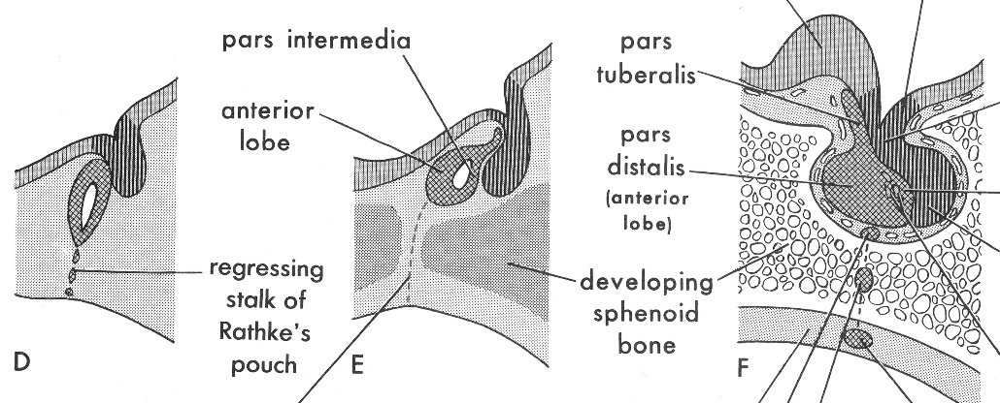 pars intermedia
anterior
lobe
regressing
stalk of
Rathke's
pouch
D
E
pars
tuberalis
pars
distalis
(anterior
lobe)
developing
sphenoid
bone
F